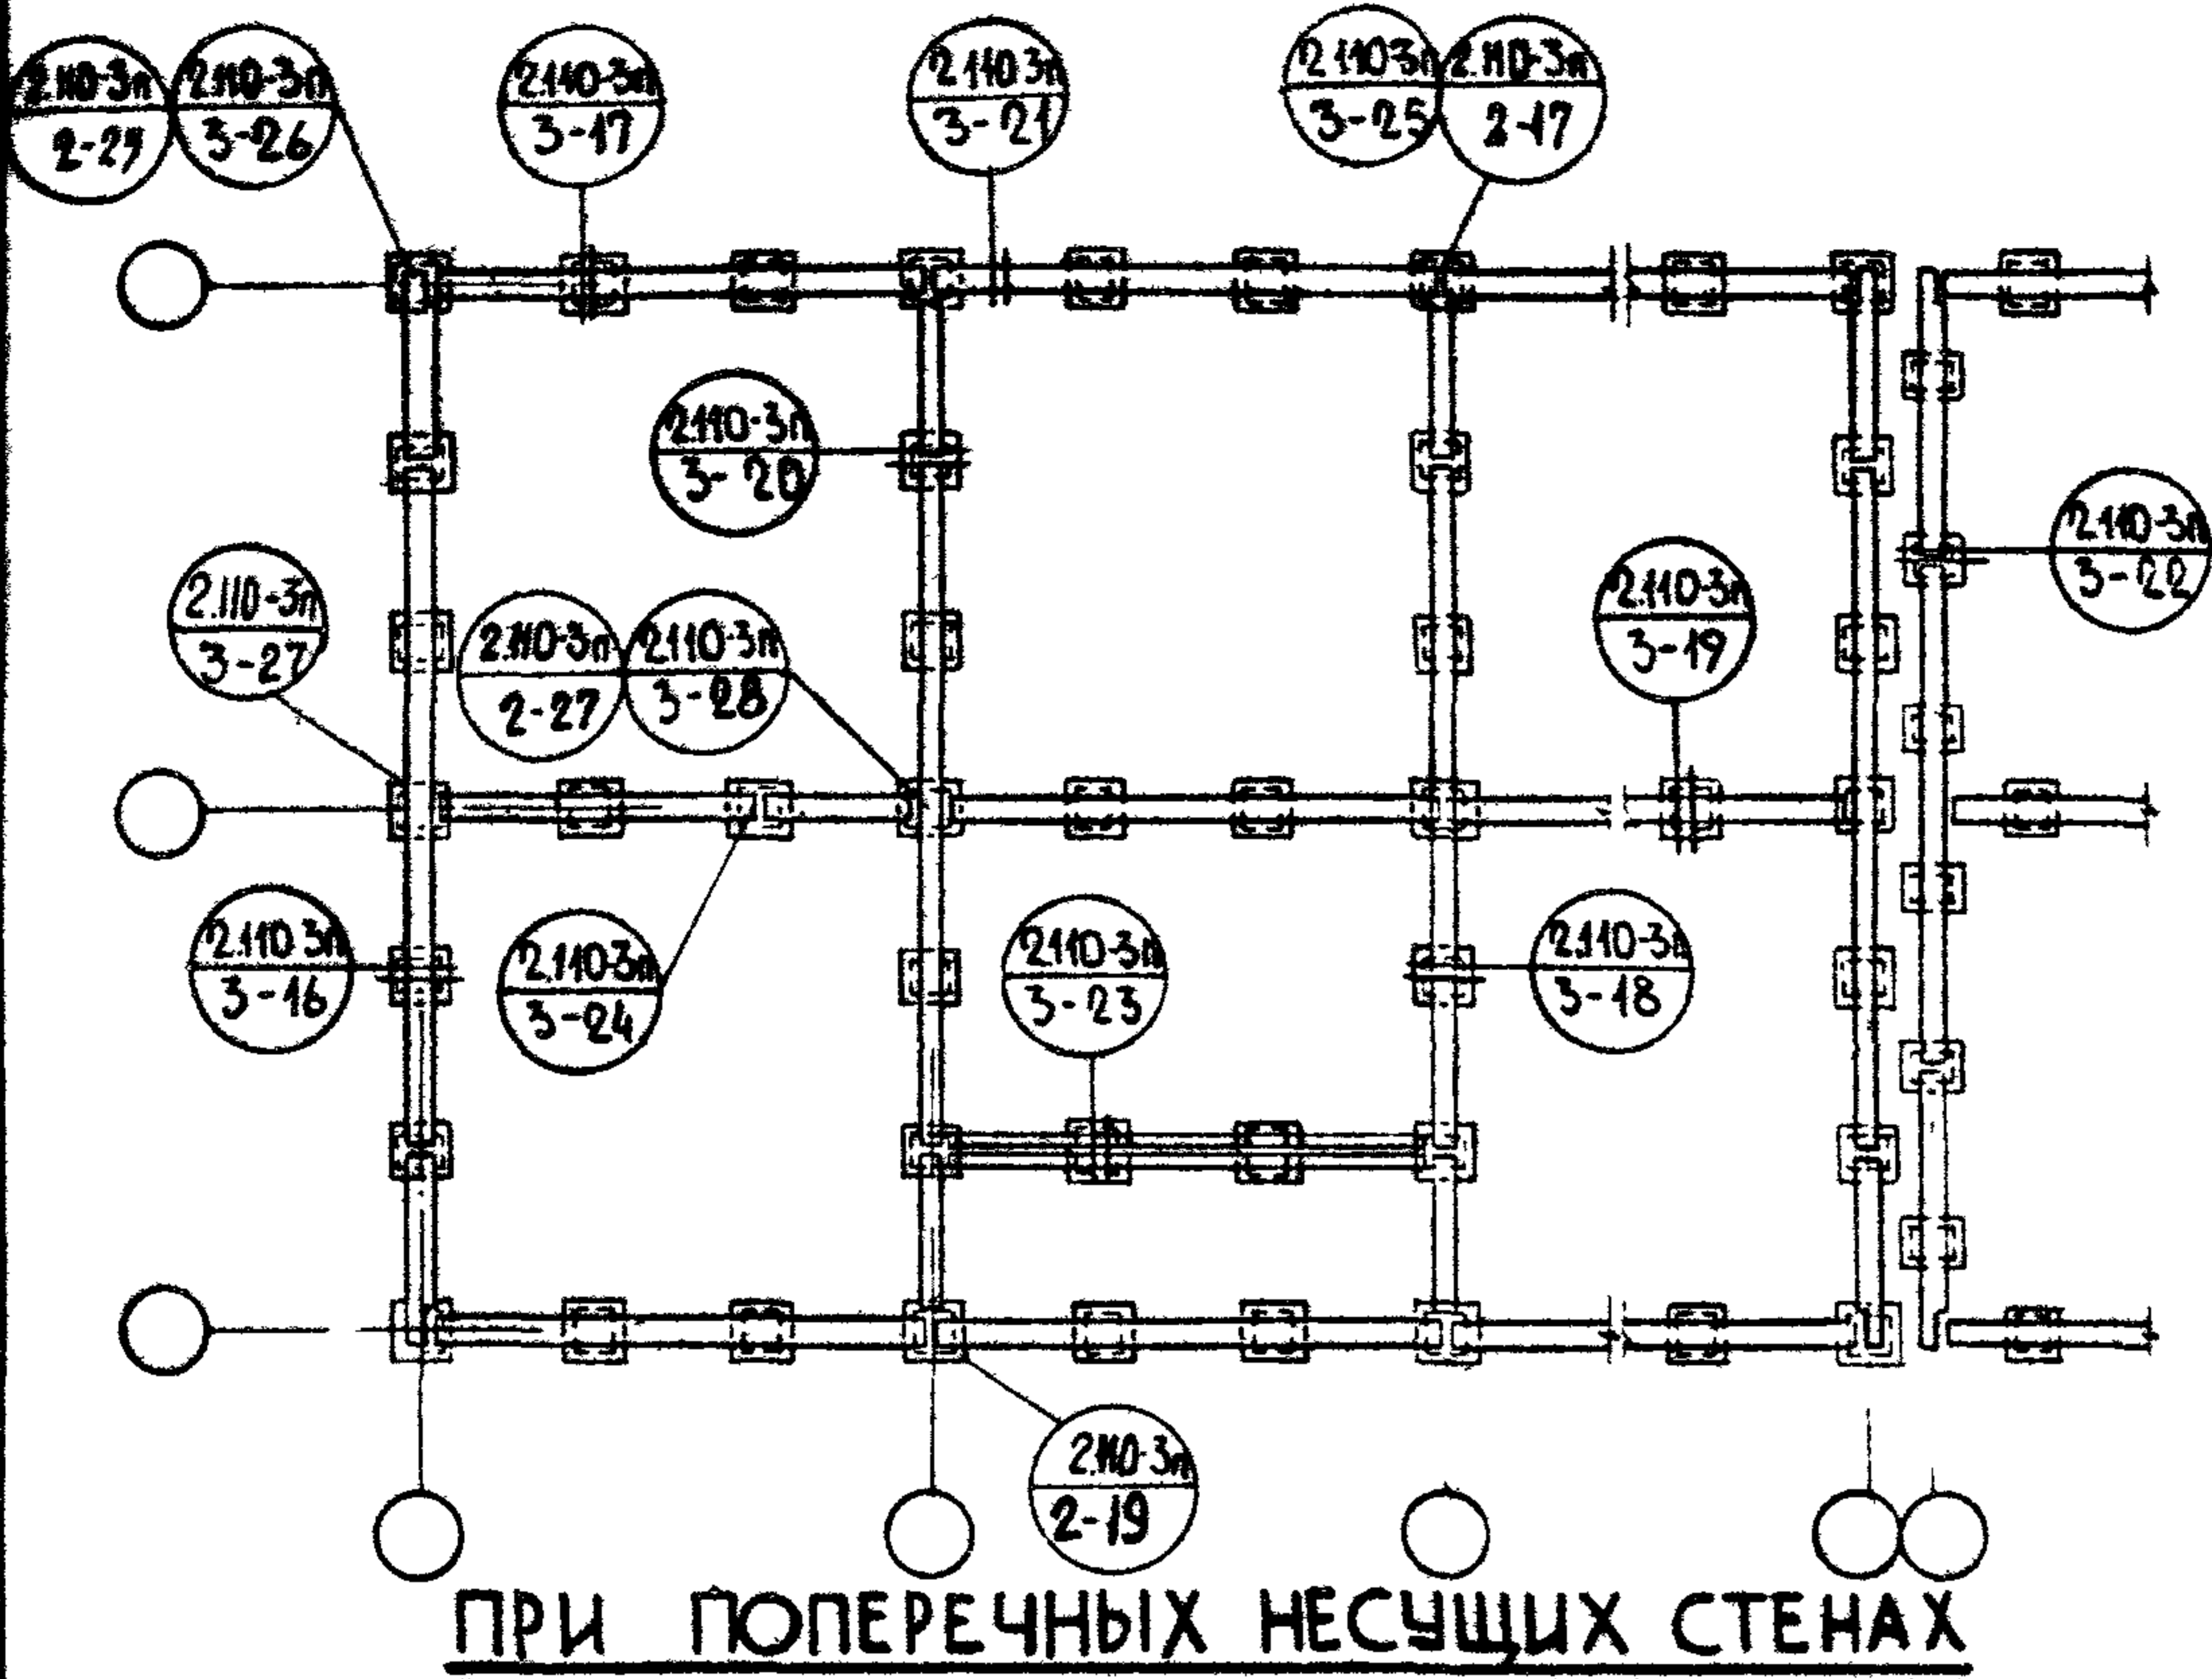 2.110-3п
2-2
2.110-3п
3-26
2.110-3п
3-17
2.110 3п
3-21
2.110 3п
3-25
2.110-3п
2-17
2.110-3п
3-20
2.110-3п
3-22
2.110-3п
3-27
2.110-3п
2-27
2.110-3п
3-28
2.110-3п
3-19
2.110 3п
3-16
2.110-3п
3-24
2.110-3п
3-23
2.110-3п
3-18
2.110-3п
2-19
ПРИ ПОПЕРЕЧНЫХ НЕСУЩИХ СТЕНАХ